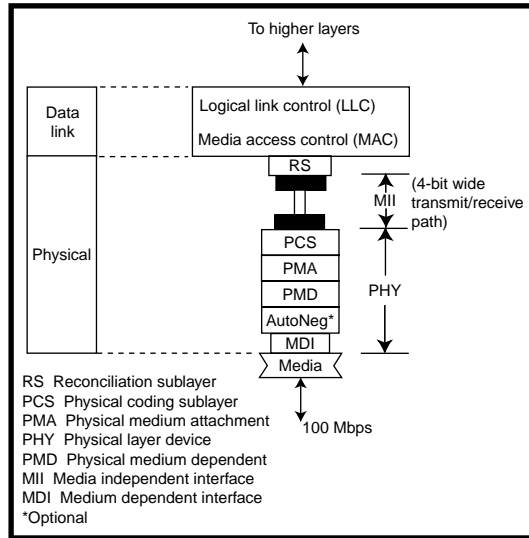 To higher layers
Data
link
Logical link control (LLC)
Media access control (MAC)
RS
MII
(4-bit wide
transmit/receive
path)
Physical
PCS
PMA
PMD
AutoNeg*
MDI
PHY
Media
100 Mbps
RS Reconciliation sublayer
PCS Physical coding sublayer
PMA Physical medium attachment
PHY Physical layer device
PMD Physical medium dependent
MII Media independent interface
MDI Medium dependent interface
*Optional